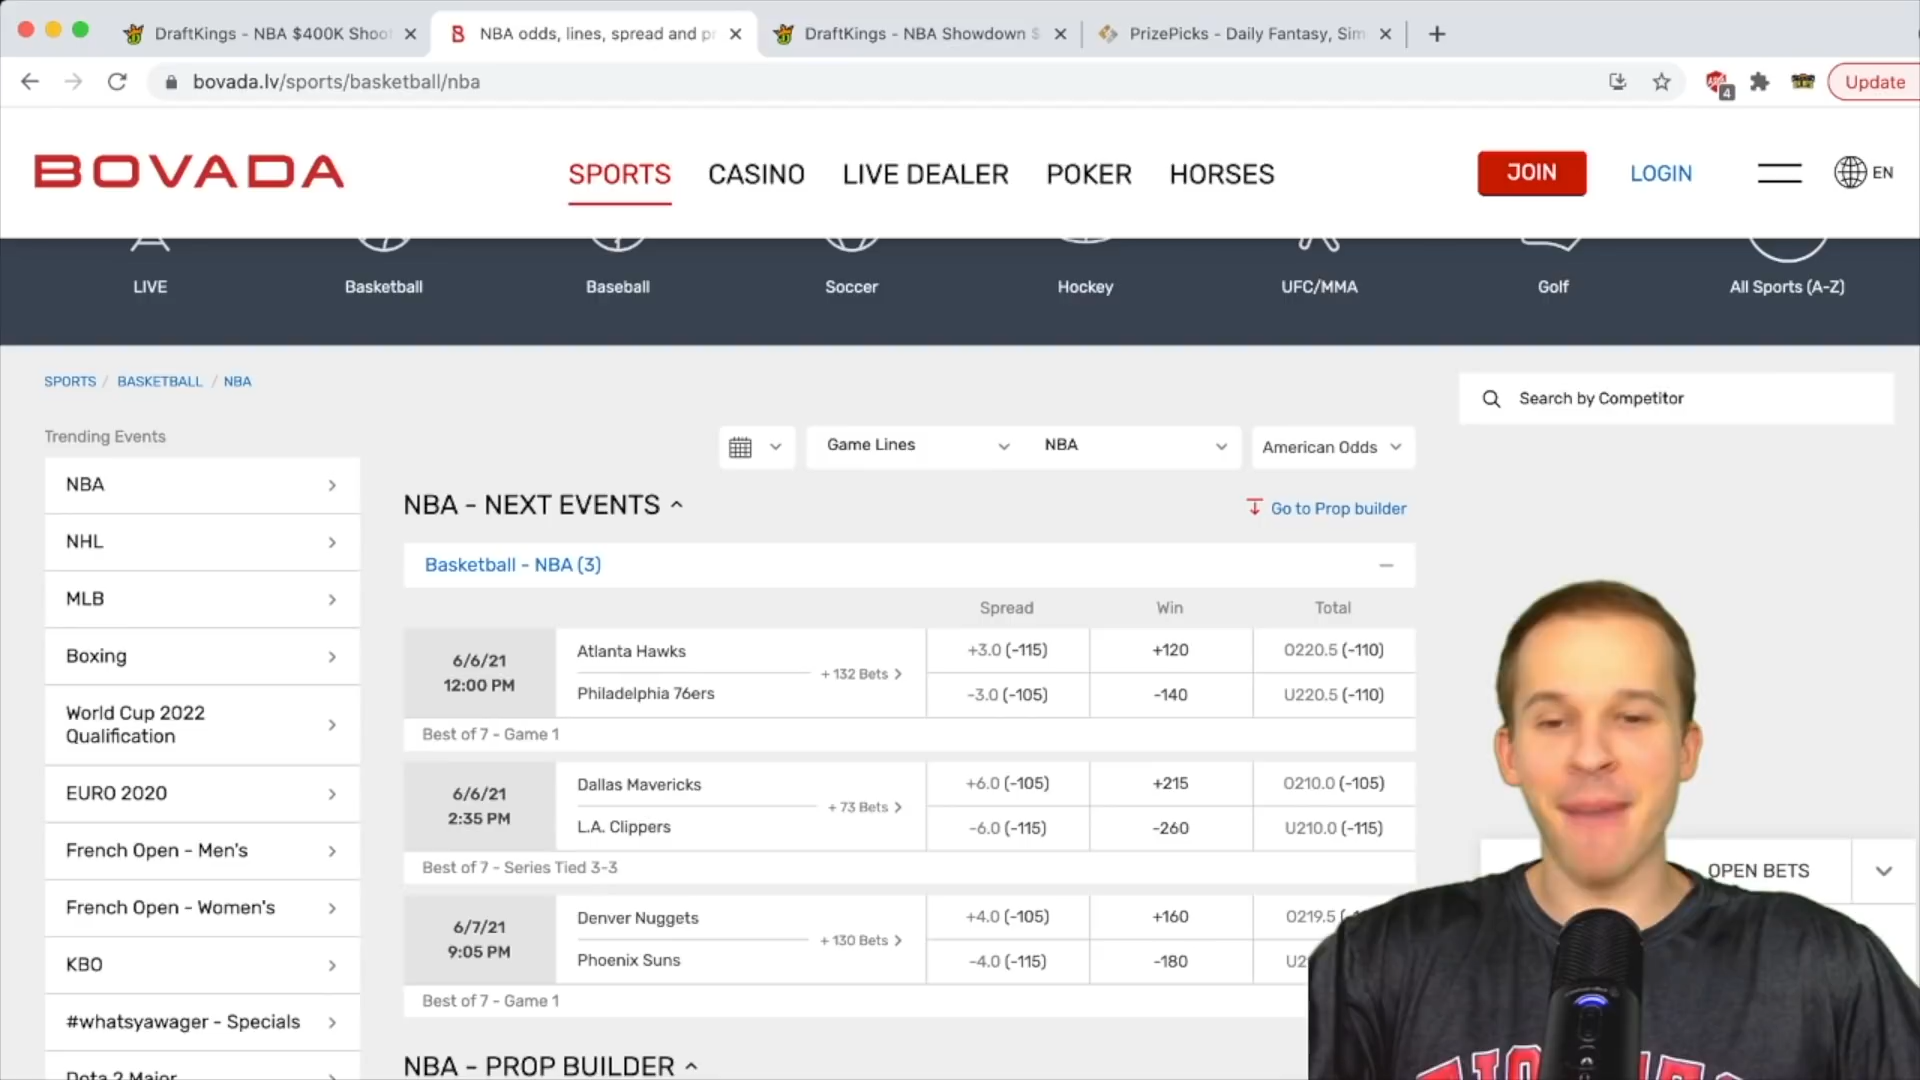 DraftKings - NBA $400K Shoo
NBA odds, lines, spread and pr
DraftKings - NBA Showdown $
PrizePicks - Daily Fantasy, Sim
bovada.lv/sports/basketball/nba
4
Update
BOVADA
SPORTS
CASINO
LIVE DEALER
POKER
HORSES
JOIN
LOGIN
EN
LIVE
Basketball
Baseball
Soccer
Hockey
UFC/MMA
Golf
All Sports (A-Z)
SPORTS / BASKETBALL / NBA
Search by Competitor
Trending Events
NBA
NHL
MLB
Boxing
World Cup 2022
Qualification
EURO 2020
French Open - Men's
French Open - Women's
KBO
#whatsyawager - Specials
Dota 2 Major
Game Lines
NBA
American Odds
NBA - NEXT EVENTS
Go to Prop builder
Basketball - NBA (3)
Spread Win Total
6/6/21
12:00 PM
Atlanta Hawks
+ 132 Bets
Philadelphia 76ers
+3.0 (-115) +120 O220.5 (-110)
-3.0 (-105) -140 U220.5 (-110)
Best of 7 - Game 1
6/6/21
2:35 PM
Dallas Mavericks
+ 73 Bets
L.A. Clippers
+6.0 (-105) +215 O210.0 (-105)
-6.0 (-115) -260 U210.0 (-115)
Best of 7 - Series Tied 3-3
6/7/21
9:05 PM
Denver Nuggets
+ 130 Bets
Phoenix Suns
+4.0 (-105) +160 O219.5 (-1
-4.0 (-115) -180 U2
Best of 7 - Game 1
NBA - PROP BUILDER
OPEN BETS